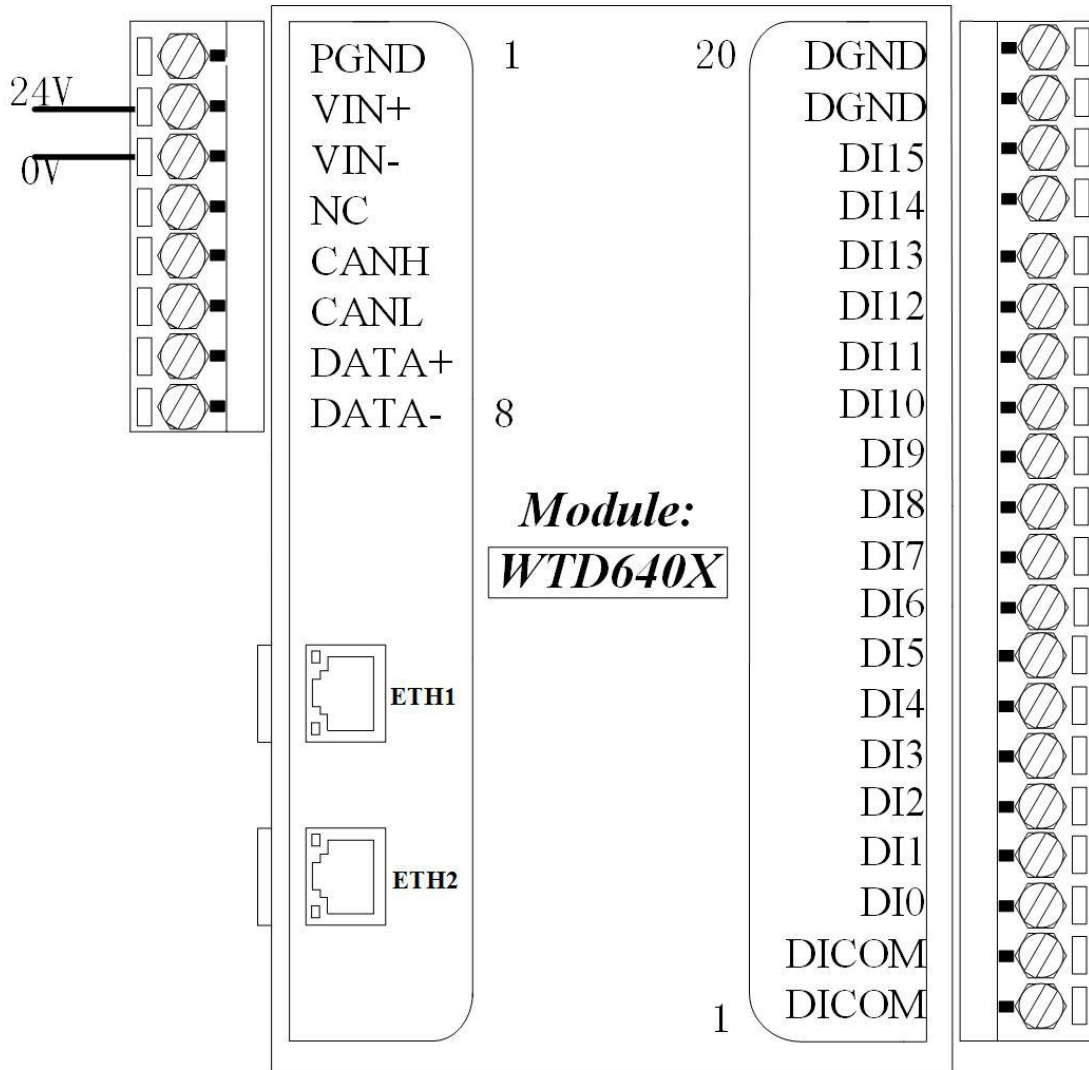 24V
0V
PGND 1
VIN+
VIN-
NC
CANH
CANL
DATA+
DATA- 8
Module:
WTD640X
ETH1
ETH2
20 DGND
DGND
DI15
DI14
DI13
DI12
DI11
DI10
DI9
DI8
DI7
DI6
DI5
DI4
DI3
DI2
DI1
DI0
DICOM
1 DICOM